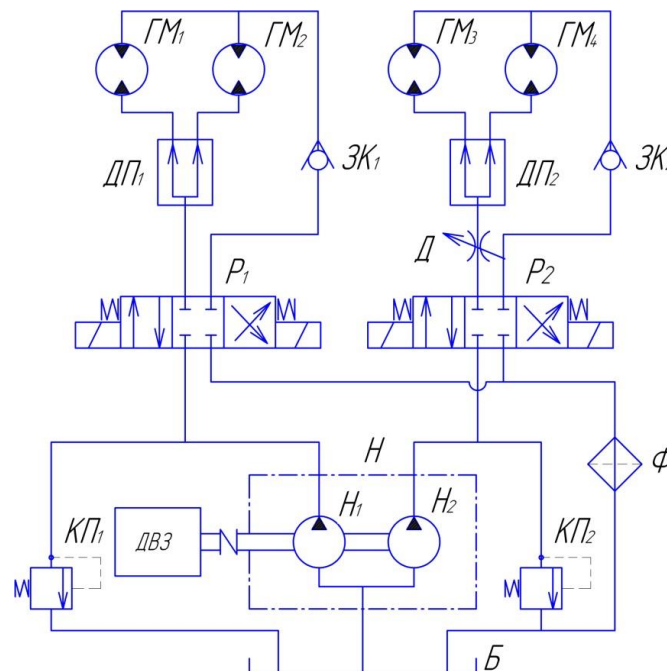 ГМ₁
ГМ₂
ГМ₃
ГМ₄
ЗК₁
ЗК
ДП₁
ДП₂
Д
Р₁
Р₂
Н
Ф
Н₁
Н₂
КП₁
ДВЗ
КП₂
Б